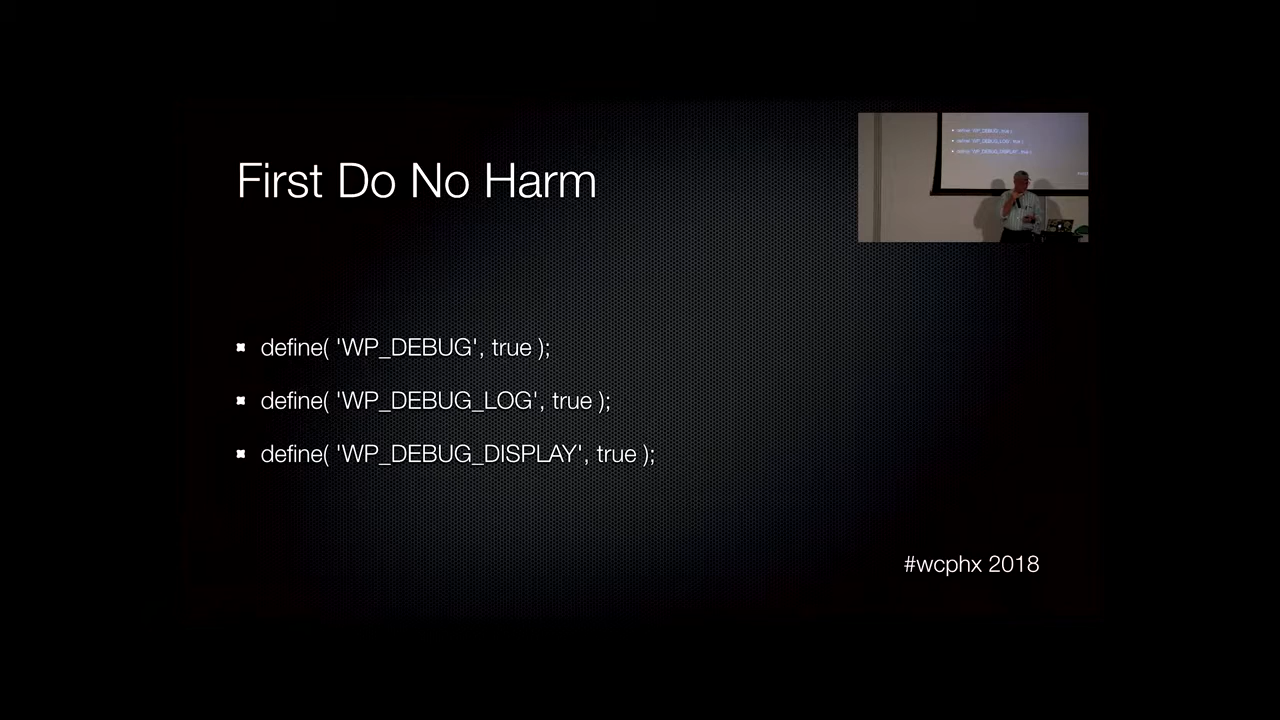 First Do No Harm
define( 'WP_DEBUG', true );
define( 'WP_DEBUG_LOG', true );
define( 'WP_DEBUG_DISPLAY', true );
#wcphx 2018